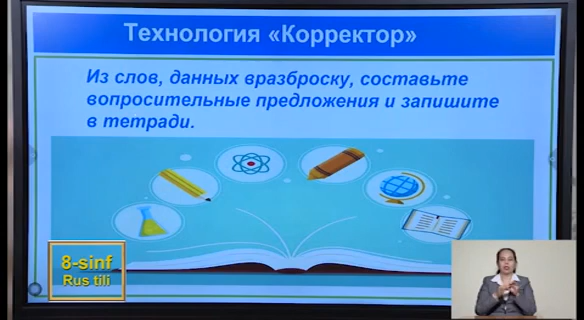 Технология «Корректор»
Из слов, данных вразброску, составьте
вопросительные предложения и запишите
в тетради.
8-sinf
Rus tili